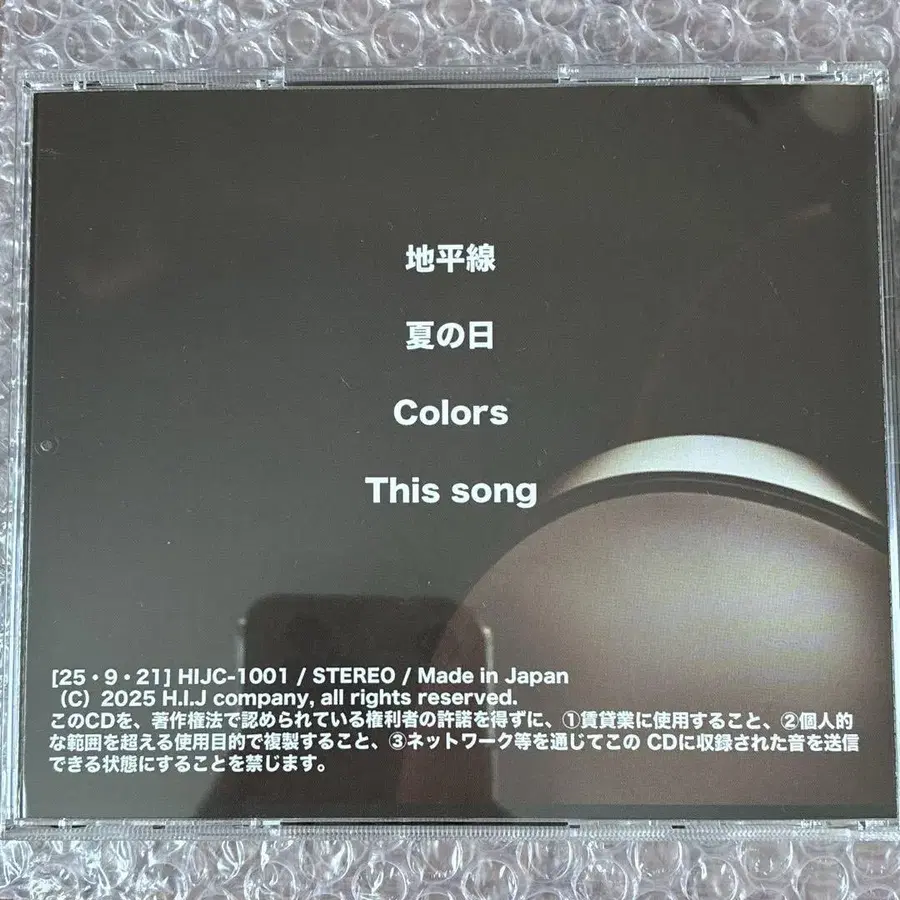 地平線
夏の日
Colors
This song
[25・9・21] HIJC-1001 / STEREO / Made in Japan
（C）2025 H.I.J company, all rights reserved.
このCDを、著作権法で認められている権利者の許諾を得ずに、①賃貸業に使用すること、②個人的
な範囲を超える使用目的で複製すること、③ネットワーク等を通じてこの CDに収録された音を送信
できる状態にすることを禁じます。